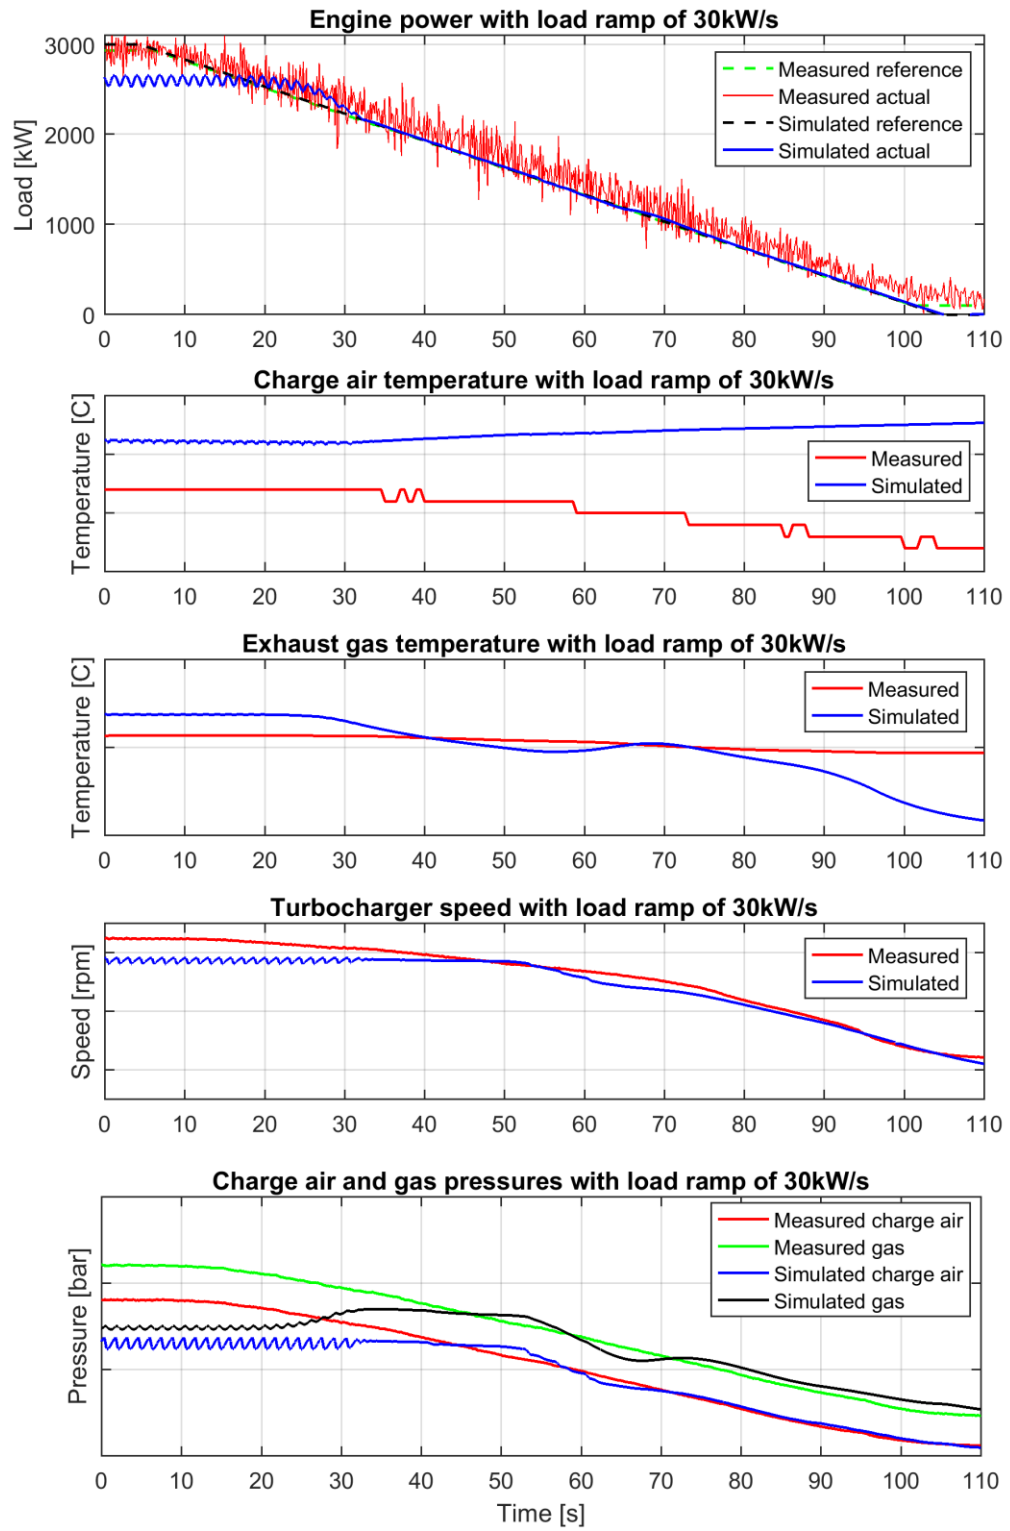 Engine power with load ramp of 30kW/s
Load [kW]
3000
2000
1000
0
Measured reference
Measured actual
Simulated reference
Simulated actual
0 10 20 30 40 50 60 70 80 90 100 110
Charge air temperature with load ramp of 30kW/s
Temperature [C]
Measured
Simulated
0 10 20 30 40 50 60 70 80 90 100 110
Exhaust gas temperature with load ramp of 30kW/s
Temperature [C]
Measured
Simulated
0 10 20 30 40 50 60 70 80 90 100 110
Turbocharger speed with load ramp of 30kW/s
Speed [rpm]
Measured
Simulated
0 10 20 30 40 50 60 70 80 90 100 110
Charge air and gas pressures with load ramp of 30kW/s
Pressure [bar]
Measured charge air
Measured gas
Simulated charge air
Simulated gas
0 10 20 30 40 50 60 70 80 90 100 110
Time [s]